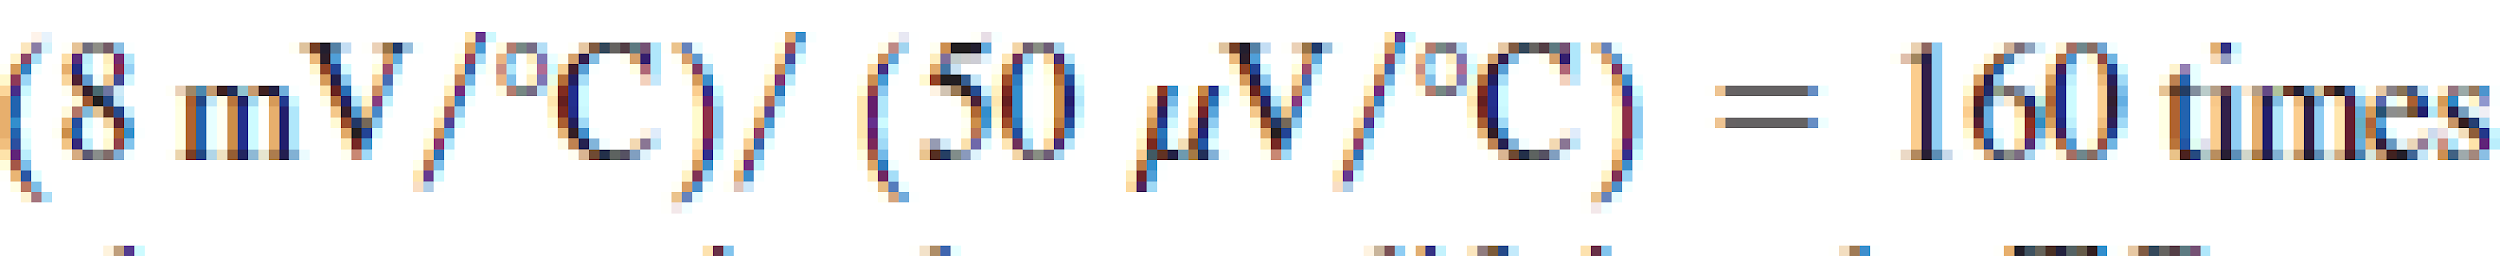 (8 mV/°C)/ (50 µV/°C) = 160 times